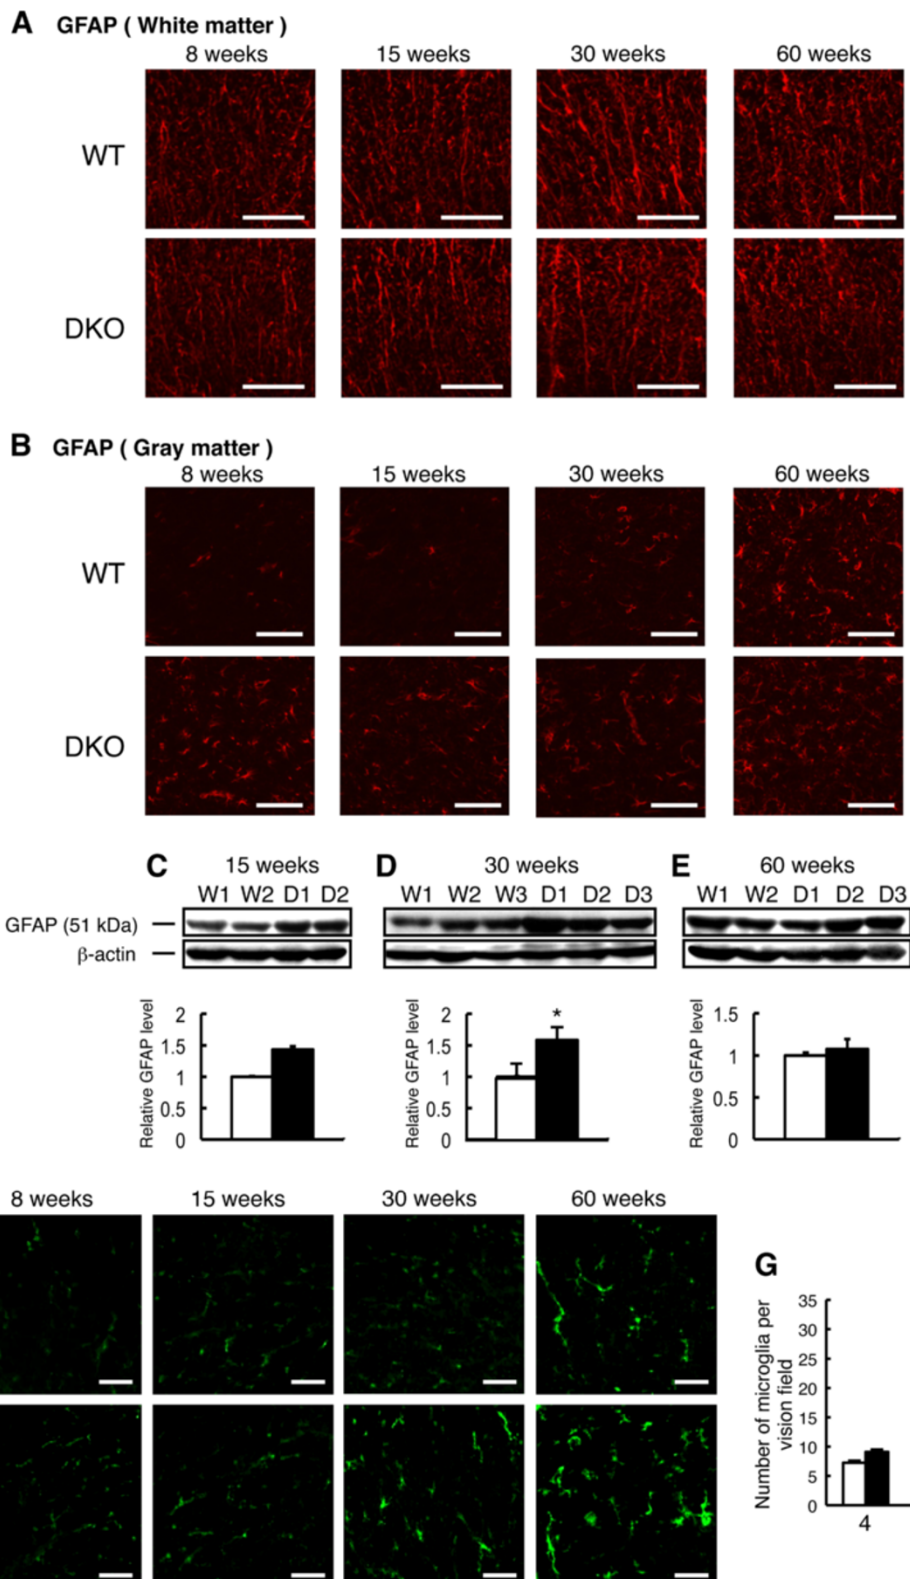 A GFAP ( White matter )
8 weeks 15 weeks 30 weeks 60 weeks
WT
DKO
B GFAP ( Gray matter )
8 weeks 15 weeks 30 weeks 60 weeks
WT
DKO
C 15 weeks D 30 weeks E 60 weeks
W1 W2 D1 D2 W1 W2 W3 D1 D2 D3 W1 W2 D1 D2 D3
GFAP (51 kDa)
β-actin
Relative GFAP level
2
1.5
1
0.5
0
Relative GFAP level
2
1.5
1
0.5
0
*
Relative GFAP level
1.5
1
0.5
0
8 weeks 15 weeks 30 weeks 60 weeks
G
Number of microglia per
vision field
35
30
25
20
15
10
5
0
4